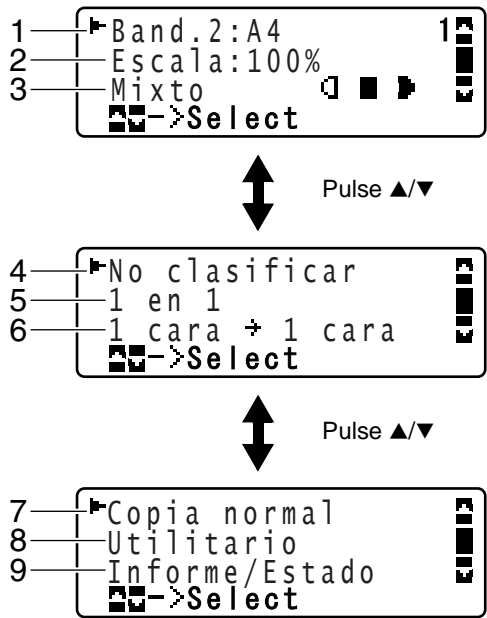 1 Band.2:A4 1
2 Escala:100%
3 Mixto
->Select
Pulse ▲/▼
4 No clasificar
5 1 en 1
6 1 cara → 1 cara
->Select
Pulse ▲/▼
7 Copia normal
8 Utilitario
9 Informe/Estado
->Select